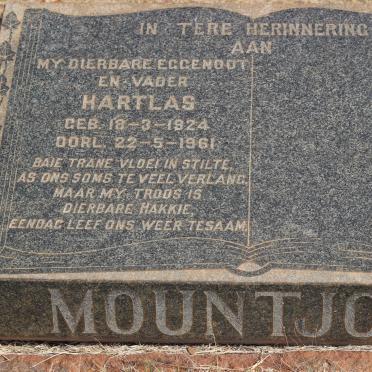 IN TERE HERINNERING
AAN
MY DIERBARE EGGENOOT
EN VADER
HARTLAS
GEB. 18-3-1924
OORL. 22-5-1961
BAIE TRANE VLOEI IN STILTE,
AS ONS SOMS TE VEEL VERLANG.
MAAR MY TROOS IS
DIERBARE HAKKIE,
EENDAG LEEF ONS WEER TESAAM.
MOUNTJO